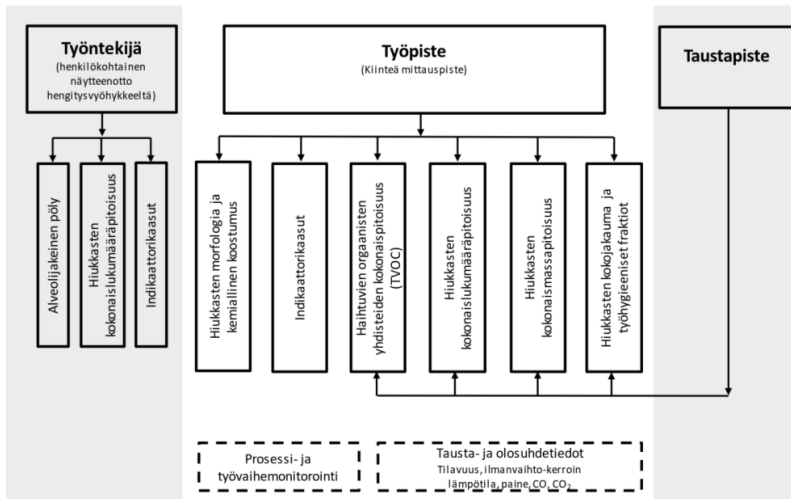 Työntekijä
(henkilökohtainen
näytteenotto
hengitysvyöhykkeeltä)
Työpiste
(Kiinteä mittauspiste)
Taustapiste
Alveolijakeinen pöly
Hiukkasten
kokonaislukumääräpitoisuus
Indikaattorikaasut
Hiukkasten morfologia ja
kemiallinen koostumus
Indikaattorikaasut
Haihtuvien orgaanisten
yhdisteiden kokonaispitoisuus
(TVOC)
Hiukkasten
kokonaislukumääräpitoisuus
Hiukkasten
kokonaismassapitoisuus
Hiukkasten kokojakauma ja
työhygieeniset fraktiot
Prosessi- ja
työvaihemonitorointi
Tausta- ja olosuhdetiedot
Tilavuus, ilmanvaihto-kerroin
lämpötila, paine, CO, CO₂